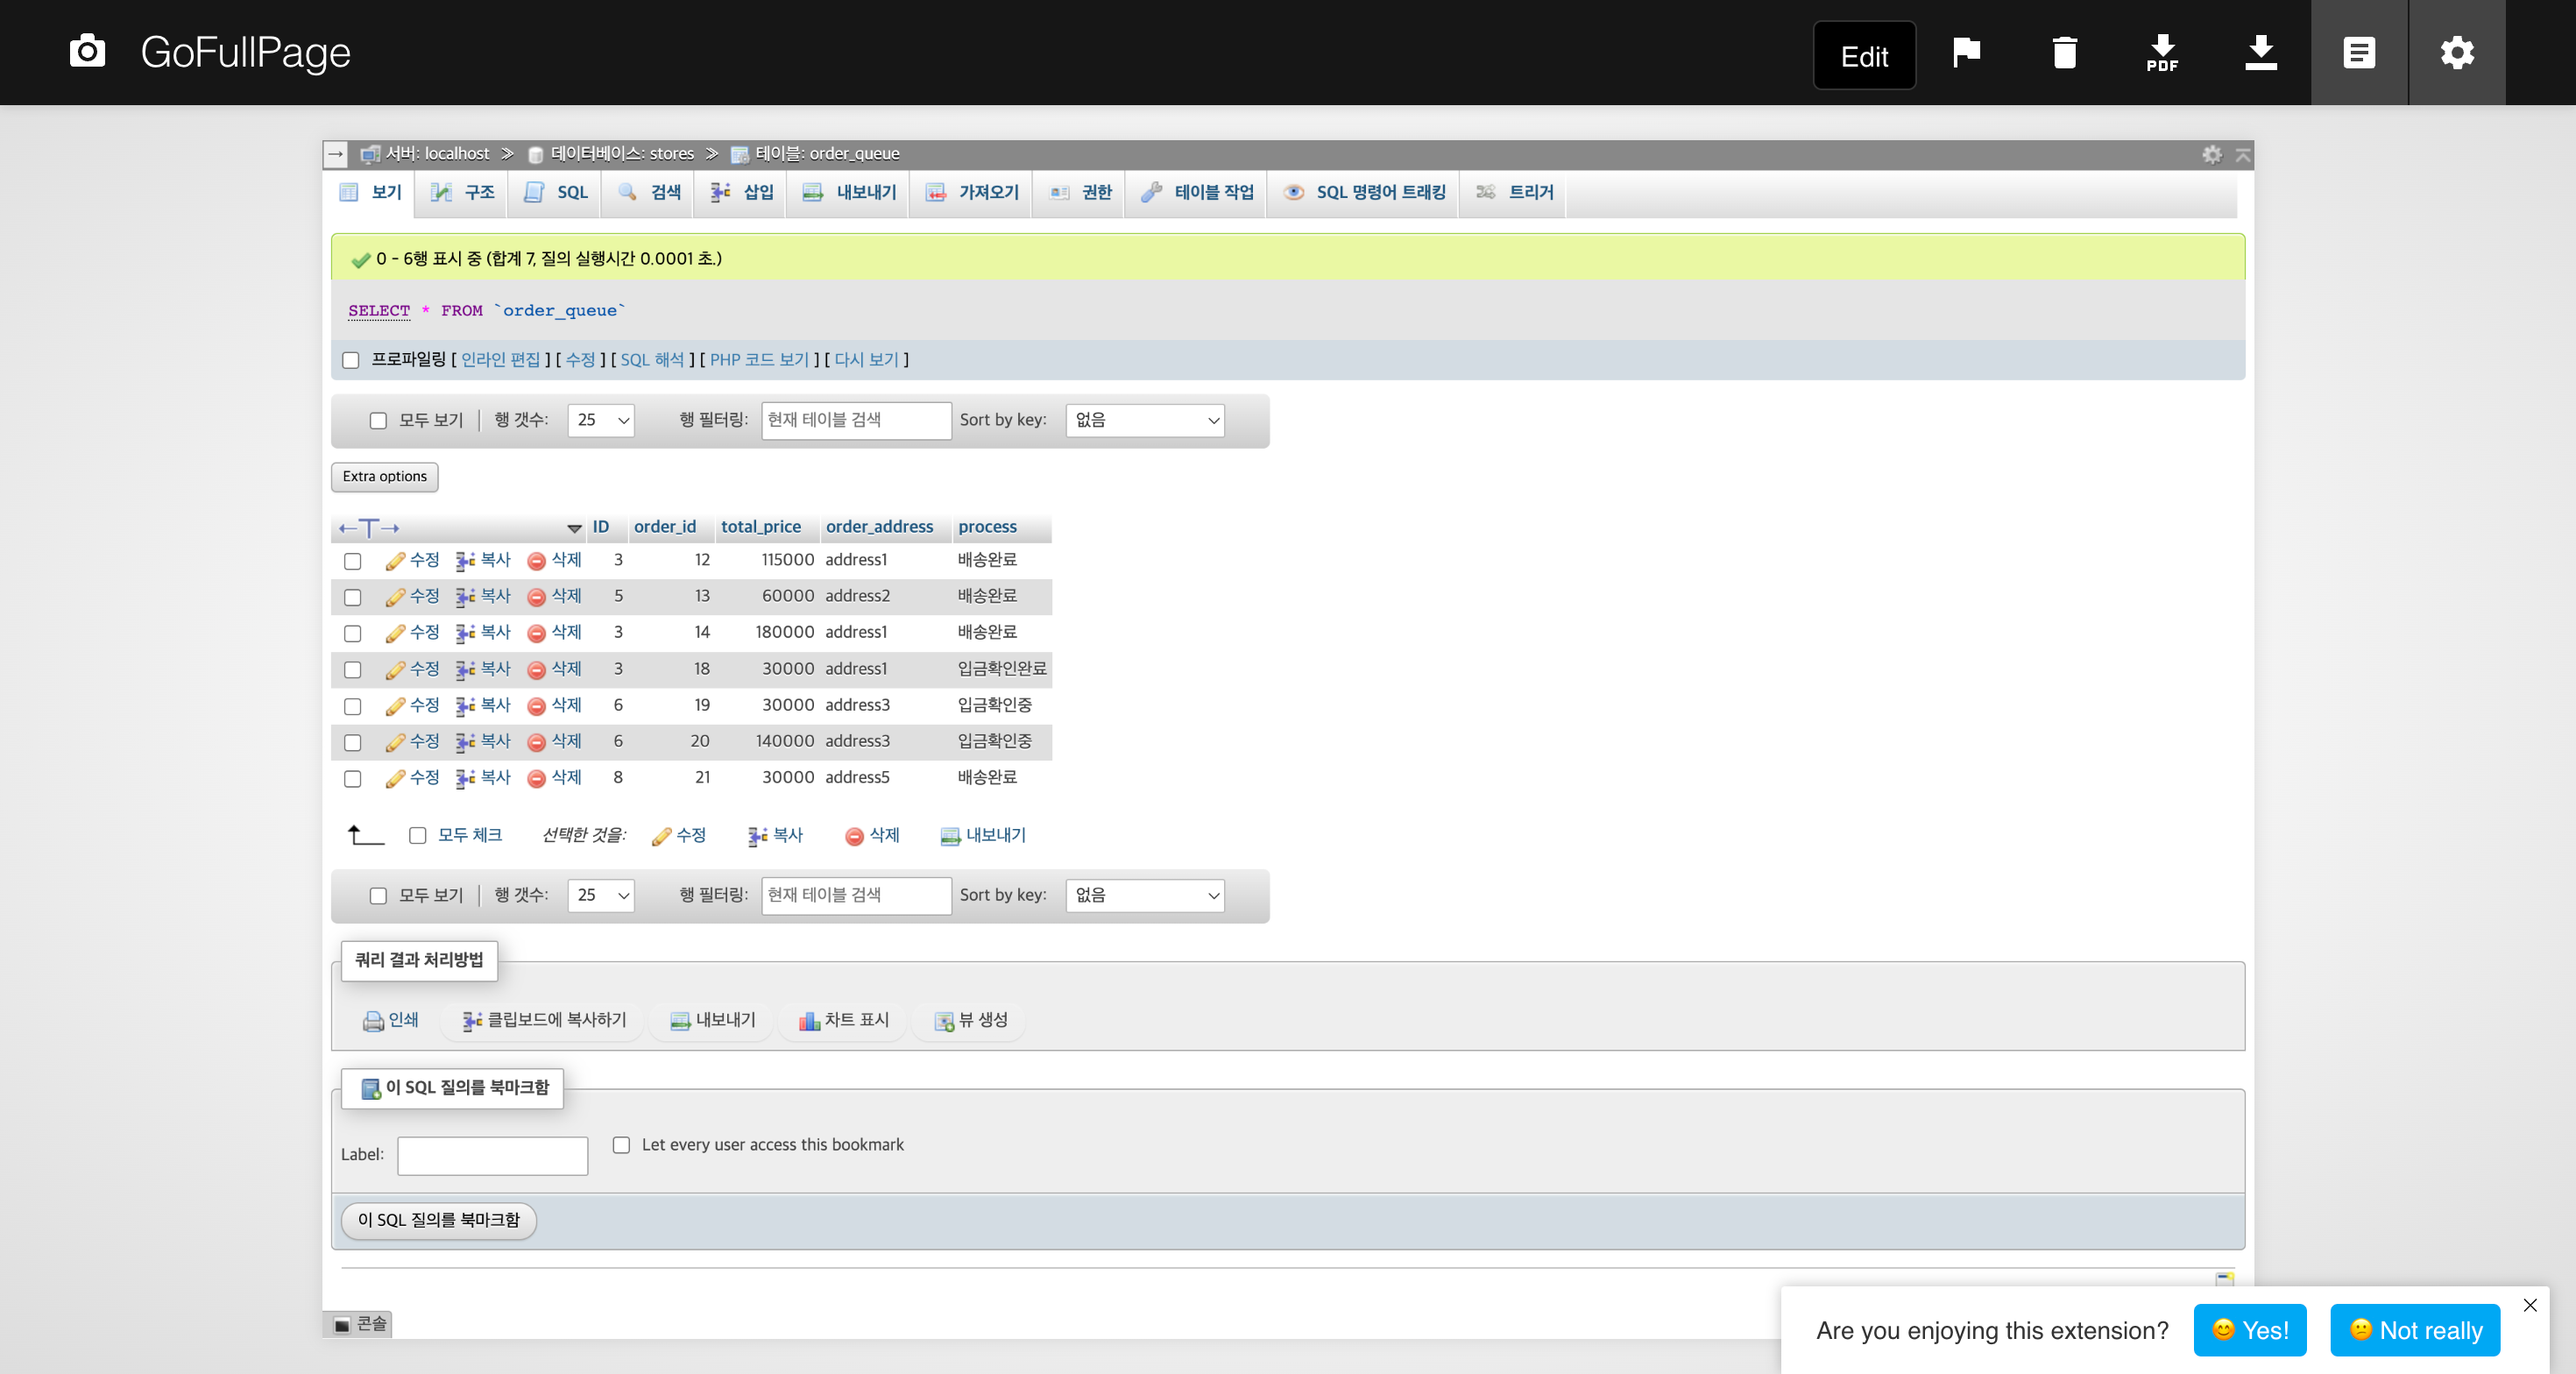 GoFullPage
Edit
PDF
서버: localhost » 데이터베이스: stores » 테이블: order_queue
보기 구조 SQL 검색 삽입 내보내기 가져오기 권한 테이블 작업 SQL 명령어 트래킹 트리거
0 - 6행 표시 중 (합계 7, 질의 실행시간 0.0001 초.)
SELECT * FROM `order_queue`
프로파일링 [ 인라인 편집 ] [ 수정 ] [ SQL 해석 ] [ PHP 코드 보기 ] [ 다시 보기 ]
모두 보기 | 행 갯수: 25 행 필터링: 현재 테이블 검색 Sort by key: 없음
Extra options
←T→ ID order_id total_price order_address process
수정 복사 삭제 3 12 115000 address1 배송완료
수정 복사 삭제 5 13 60000 address2 배송완료
수정 복사 삭제 3 14 180000 address1 배송완료
수정 복사 삭제 3 18 30000 address1 입금확인완료
수정 복사 삭제 6 19 30000 address3 입금확인중
수정 복사 삭제 6 20 140000 address3 입금확인중
수정 복사 삭제 8 21 30000 address5 배송완료
모두 체크 선택한 것을: 수정 복사 삭제 내보내기
모두 보기 | 행 갯수: 25 행 필터링: 현재 테이블 검색 Sort by key: 없음
쿼리 결과 처리방법
인쇄 클립보드에 복사하기 내보내기 차트 표시 뷰 생성
이 SQL 질의를 북마크함
Label: Let every user access this bookmark
이 SQL 질의를 북마크함
콘솔
Are you enjoying this extension? Yes! Not really